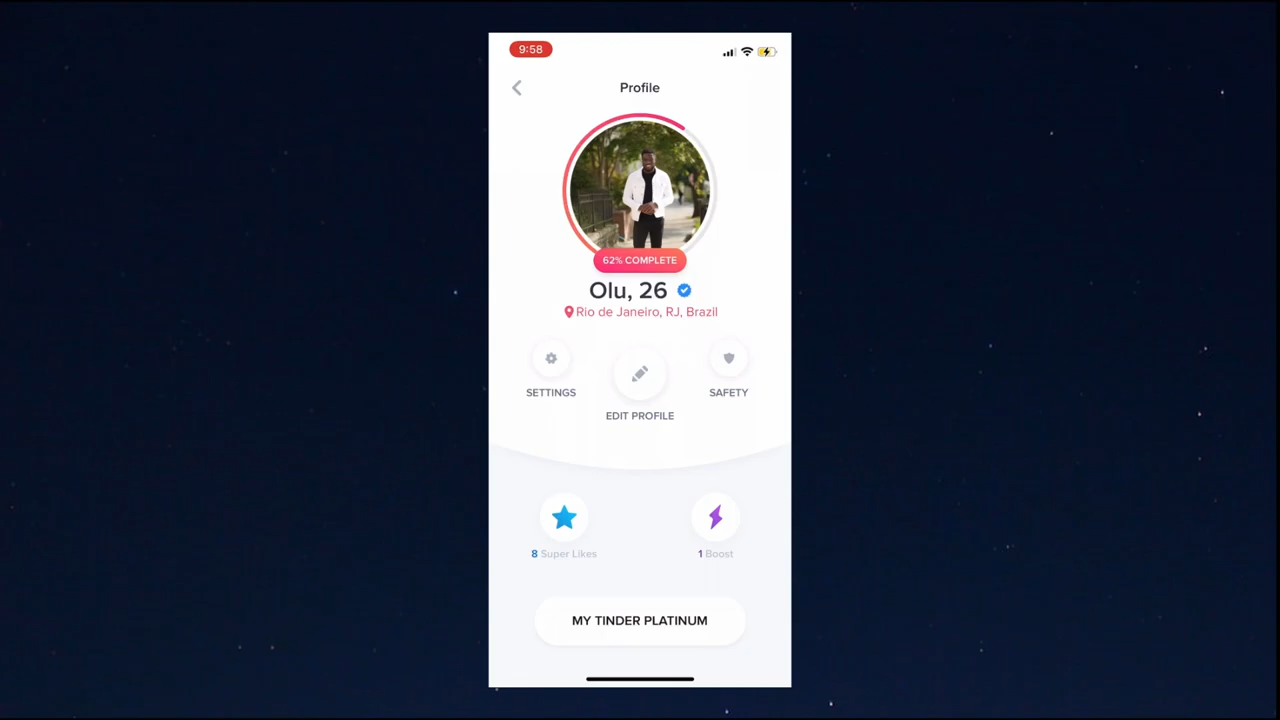 9:58
Profile
62% COMPLETE
Olu, 26
Rio de Janeiro, RJ, Brazil
SETTINGS
EDIT PROFILE
SAFETY
8 Super Likes
1 Boost
MY TINDER PLATINUM